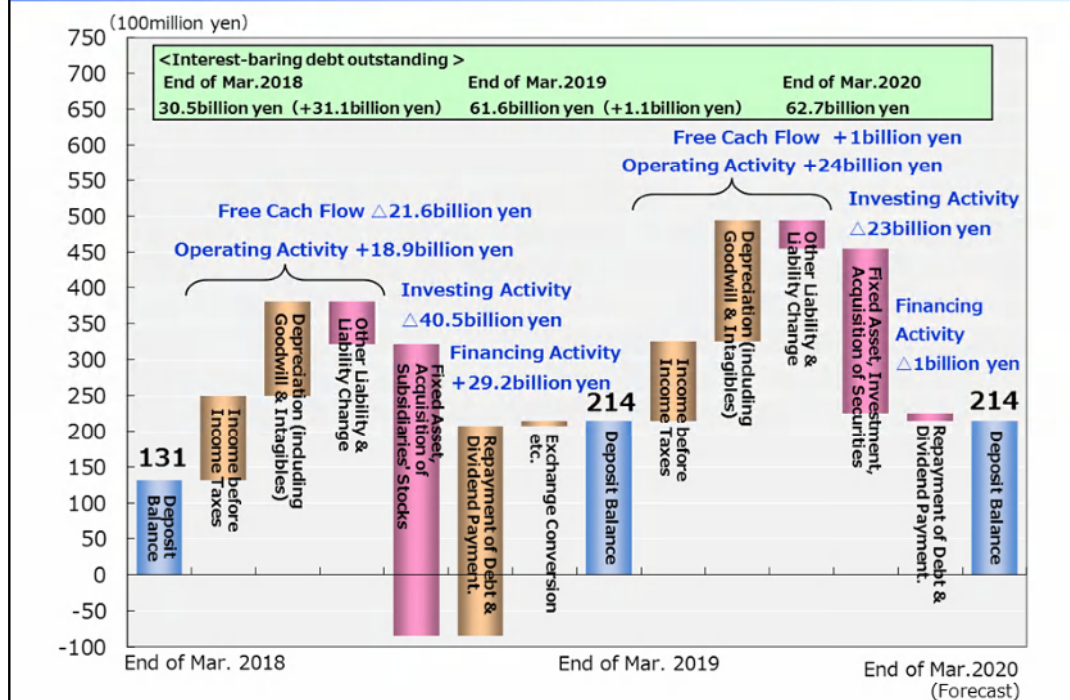 (100million yen)
750
700
650
600
550
500
450
400
350
300
250
200
150
100
50
0
-50
-100
<Interest-baring debt outstanding >
End of Mar.2018 End of Mar.2019 End of Mar.2020
30.5billion yen (+31.1billion yen) 61.6billion yen (+1.1billion yen) 62.7billion yen
Free Cach Flow △21.6billion yen
Operating Activity +18.9billion yen
Investing Activity
△40.5billion yen
Financing Activity
+29.2billion yen
Free Cach Flow +1billion yen
Operating Activity +24billion yen
Investing Activity
△23billion yen
Financing
Activity
△1billion yen
131
Deposit
Balance
Income before
Income Taxes
Depreciation (including
Goodwill & Intagibles)
Other Liability &
Liability Change
Fixed Asset,
Acquisition of
Subsidiaries' Stocks
Repayment of Debt &
Dividend Payment.
Exchange Conversion
etc.
214
Deposit Balance
Income before
Income Taxes
Depreciation (including
Goodwill & Intagibles)
Other Liability &
Liability Change
Fixed Asset, Investment,
Acquisition of Securities
Repayment of Debt &
Dividend Payment.
214
Deposit Balance
End of Mar. 2018
End of Mar. 2019
End of Mar.2020
(Forecast)